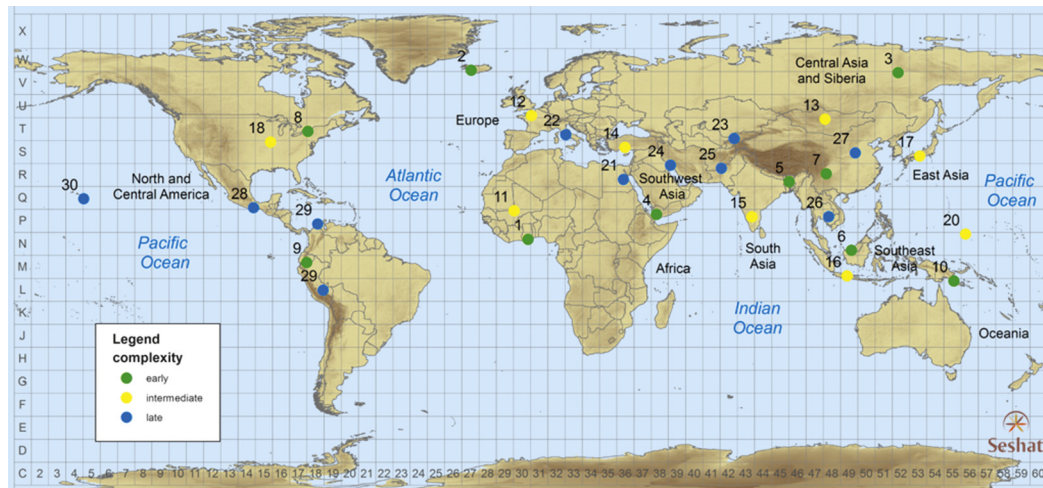 X
W
V
U
T
S
R
Q
P
N
M
L
K
J
H
G
F
E
D
C
2 3 4 5 6 7 8 9 10 11 12 13 14 15 16 17 18 19 20 21 22 23 24 25 26 27 28 29 30 31 32 33 34 35 36 37 38 39 40 41 42 43 44 45 46 47 48 49 50 51 52 53 54 55 56 57 58 59 60
2
Central Asia
and Siberia
3
8
18
12
Europe
22
14
13
23
27
17
30
North and
Central America
28
29
Atlantic
Ocean
21
24
Southwest
Asia
25
5
7
East Asia
Pacific
Ocean
11
1
4
15
26
20
Pacific
Ocean
9
29
Africa
South
Asia
6
Southeast
Asia
16
10
Indian
Ocean
Oceania
Legend
complexity
early
intermediate
late
Seshat